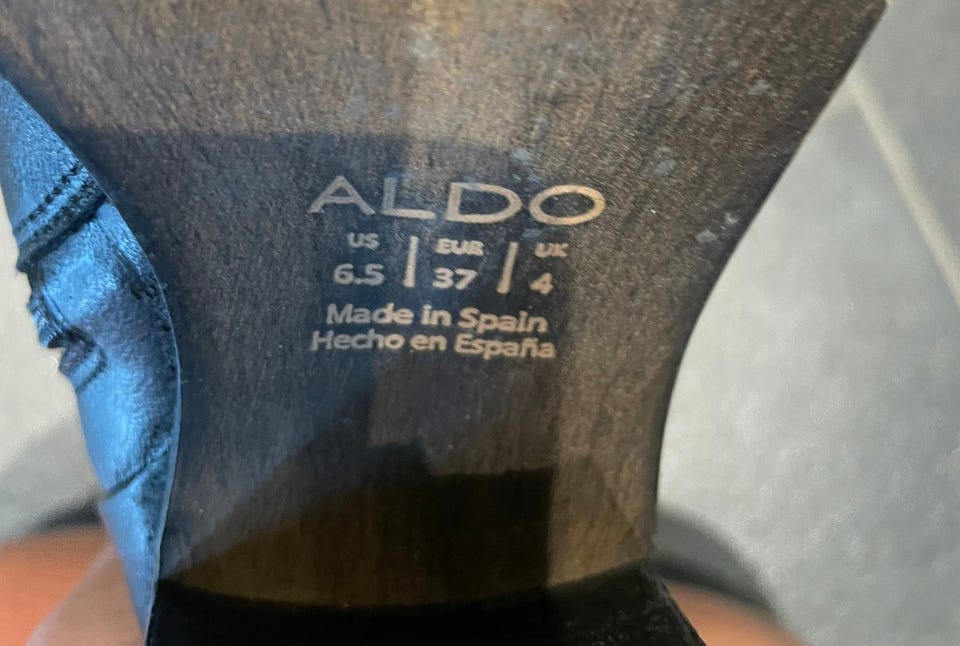 ALDO
US | EUR | UK
6.5 | 37 | 4
Made in Spain
Hecho en España